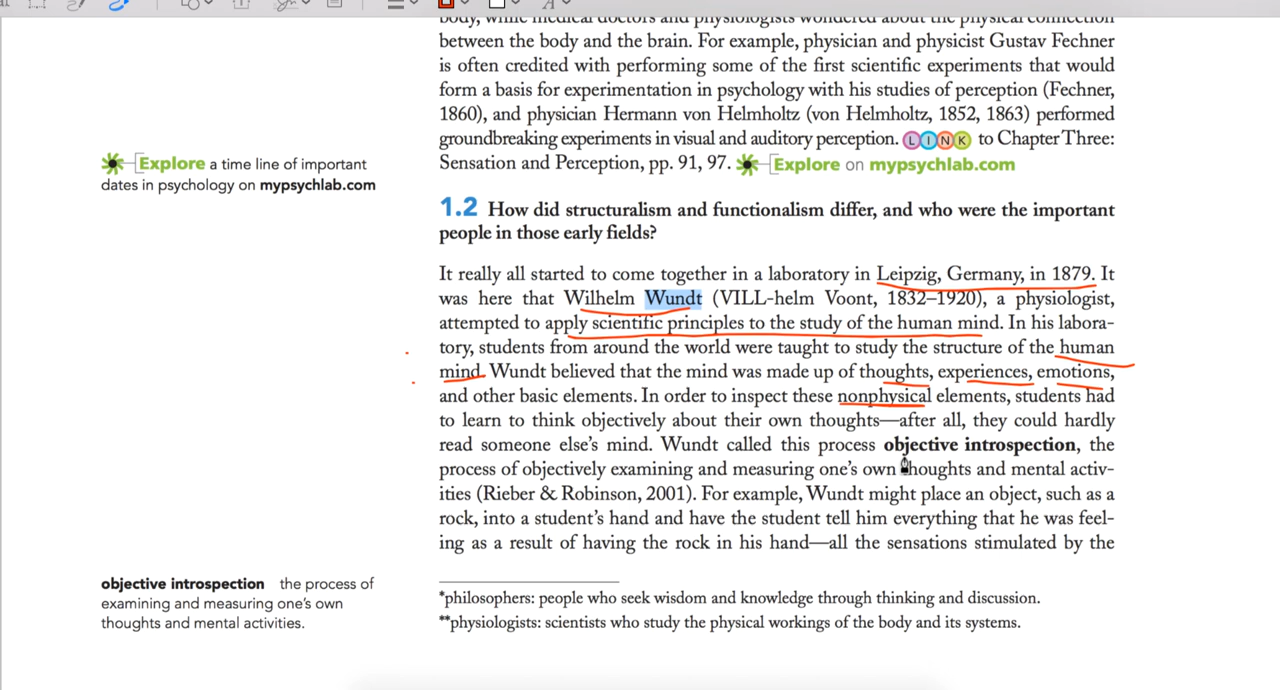 body, while medical doctors and physiologists wondered about the physical connection
between the body and the brain. For example, physician and physicist Gustav Fechner
is often credited with performing some of the first scientific experiments that would
form a basis for experimentation in psychology with his studies of perception (Fechner,
1860), and physician Hermann von Helmholtz (von Helmholtz, 1852, 1863) performed
groundbreaking experiments in visual and auditory perception. LINK to Chapter Three:
Sensation and Perception, pp. 91, 97. Explore on mypsychlab.com
Explore a time line of important
dates in psychology on mypsychlab.com
1.2 How did structuralism and functionalism differ, and who were the important
people in those early fields?
It really all started to come together in a laboratory in Leipzig, Germany, in 1879. It
was here that Wilhelm Wundt (VILL-helm Voont, 1832–1920), a physiologist,
attempted to apply scientific principles to the study of the human mind. In his labora-
tory, students from around the world were taught to study the structure of the human
mind. Wundt believed that the mind was made up of thoughts, experiences, emotions,
and other basic elements. In order to inspect these nonphysical elements, students had
to learn to think objectively about their own thoughts—after all, they could hardly
read someone else's mind. Wundt called this process objective introspection, the
process of objectively examining and measuring one's own thoughts and mental activ-
ities (Rieber & Robinson, 2001). For example, Wundt might place an object, such as a
rock, into a student's hand and have the student tell him everything that he was feel-
ing as a result of having the rock in his hand—all the sensations stimulated by the
objective introspection the process of
examining and measuring one's own
thoughts and mental activities.
*philosophers: people who seek wisdom and knowledge through thinking and discussion.
**physiologists: scientists who study the physical workings of the body and its systems.